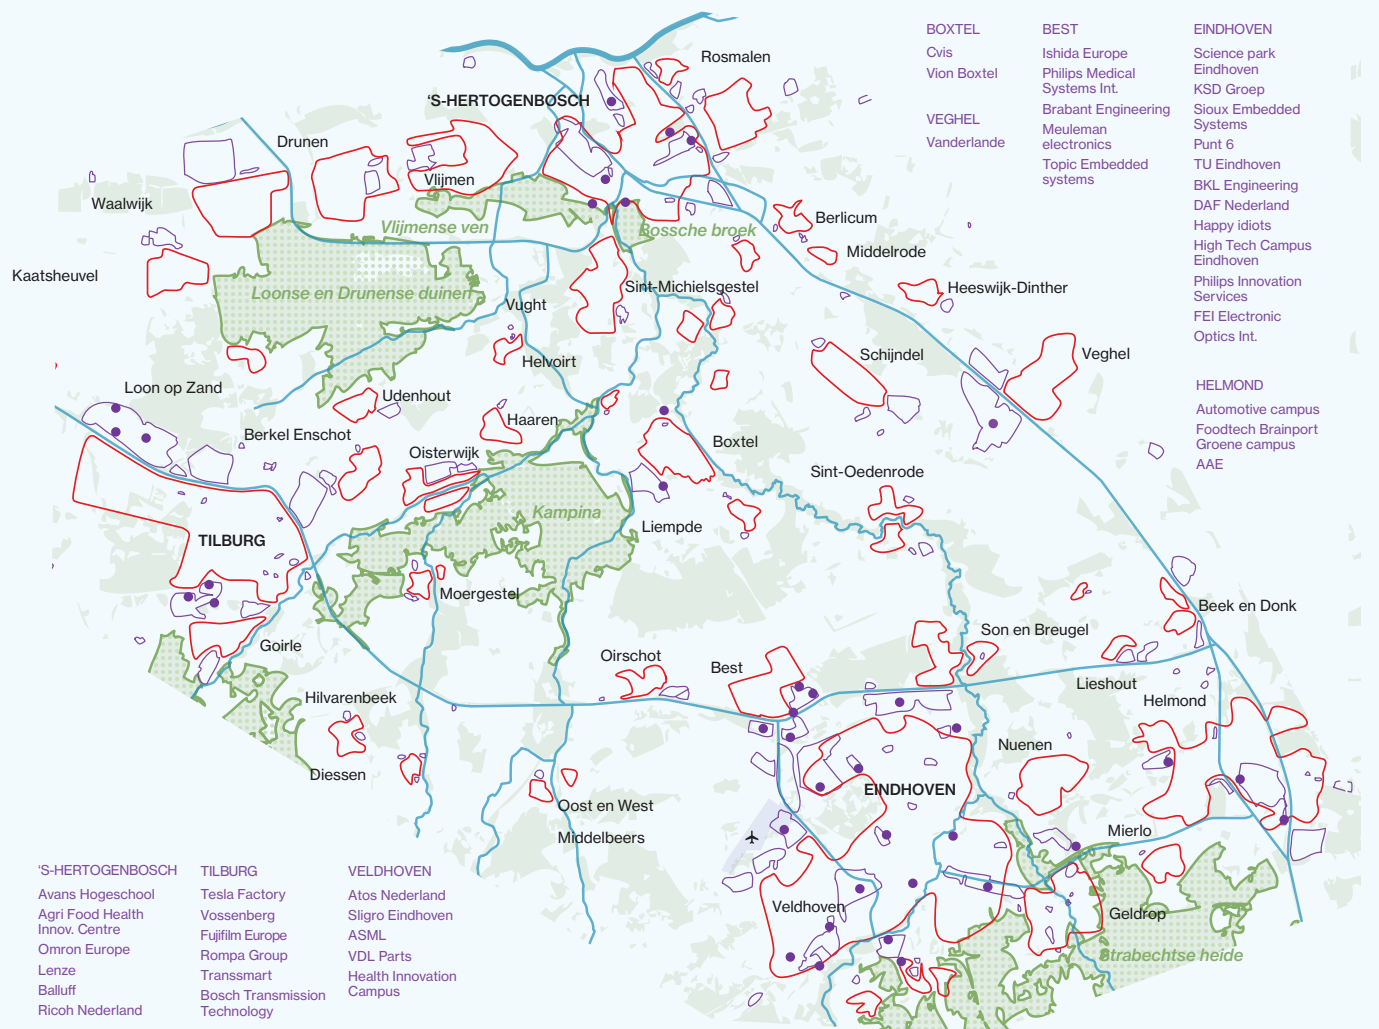 BOXTEL
Cvis
Vion Boxtel
VEGHEL
Vanderlande
BEST
Ishida Europe
Philips Medical
Systems Int.
Brabant Engineering
Meuleman
electronics
Topic Embedded
systems
EINDHOVEN
Science park
Eindhoven
KSD Groep
Sioux Embedded
Systems
Punt 6
TU Eindhoven
BKL Engineering
DAF Nederland
Happy idiots
High Tech Campus
Eindhoven
Philips Innovation
Services
FEI Electronic
Optics Int.
HELMOND
Automotive campus
Foodtech Brainport
Groene campus
AAE
Rosmalen
‘S-HERTOGENBOSCH
Drunen
Vlijmen
Waalwijk
Vlijmense ven
Bossche broek
Berlicum
Middelrode
Kaatsheuvel
Loonse en Drunense duinen
Sint-Michielsgestel
Heeswijk-Dinther
Vught
Helvoirt
Schijndel
Veghel
Loon op Zand
Udenhout
Haaren
Berkel Enschot
Oisterwijk
Boxtel
Sint-Oedenrode
Kampina
Liempde
TILBURG
Moergestel
Beek en Donk
Goirle
Oirschot
Best
Son en Breugel
Lieshout
Hilvarenbeek
Helmond
Nuenen
Diessen
EINDHOVEN
Oost en West
Middelbeers
Mierlo
Veldhoven
Geldrop
Strabechtse heide
‘S-HERTOGENBOSCH
Avans Hogeschool
Agri Food Health
Innov. Centre
Omron Europe
Lenze
Balluff
Ricoh Nederland
TILBURG
Tesla Factory
Vossenberg
Fujifilm Europe
Rompa Group
Transsmart
Bosch Transmission
Technology
VELDHOVEN
Atos Nederland
Sligro Eindhoven
ASML
VDL Parts
Health Innovation
Campus